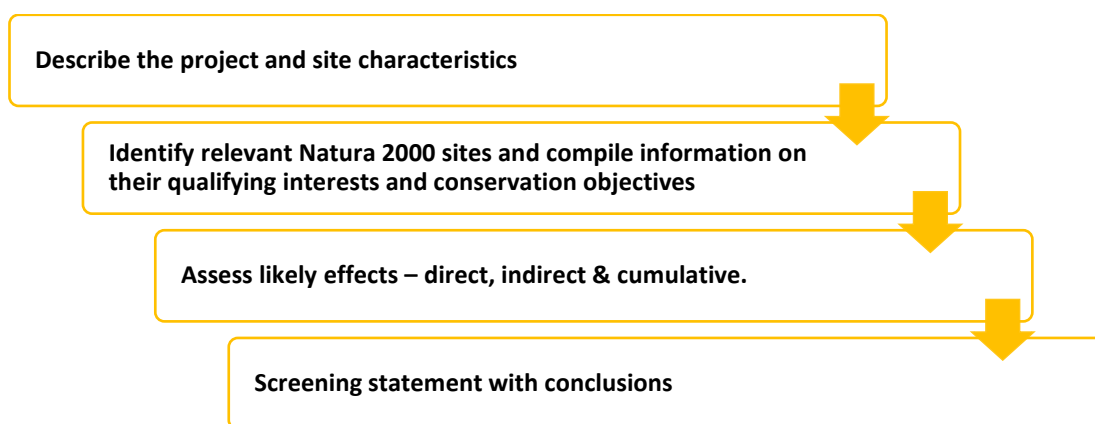 Describe the project and site characteristics
Identify relevant Natura 2000 sites and compile information on
their qualifying interests and conservation objectives
Assess likely effects – direct, indirect & cumulative.
Screening statement with conclusions